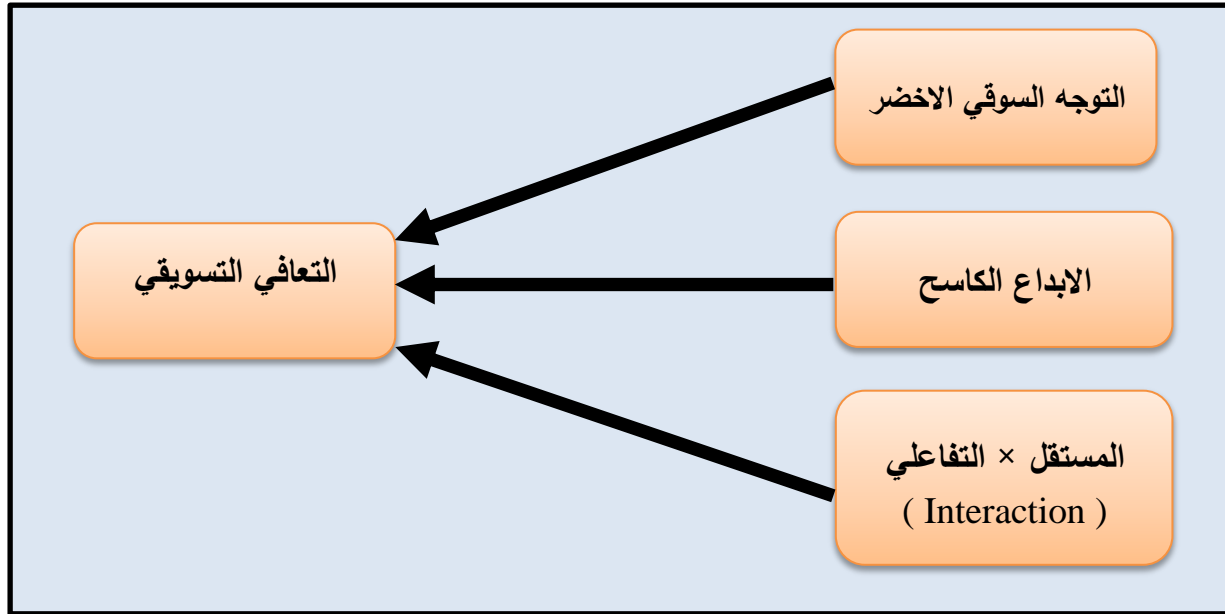 التوجه السوقي الاخضر
الابداع الكاسح
التعافي التسويقي
المستقل × التفاعلي
( Interaction )